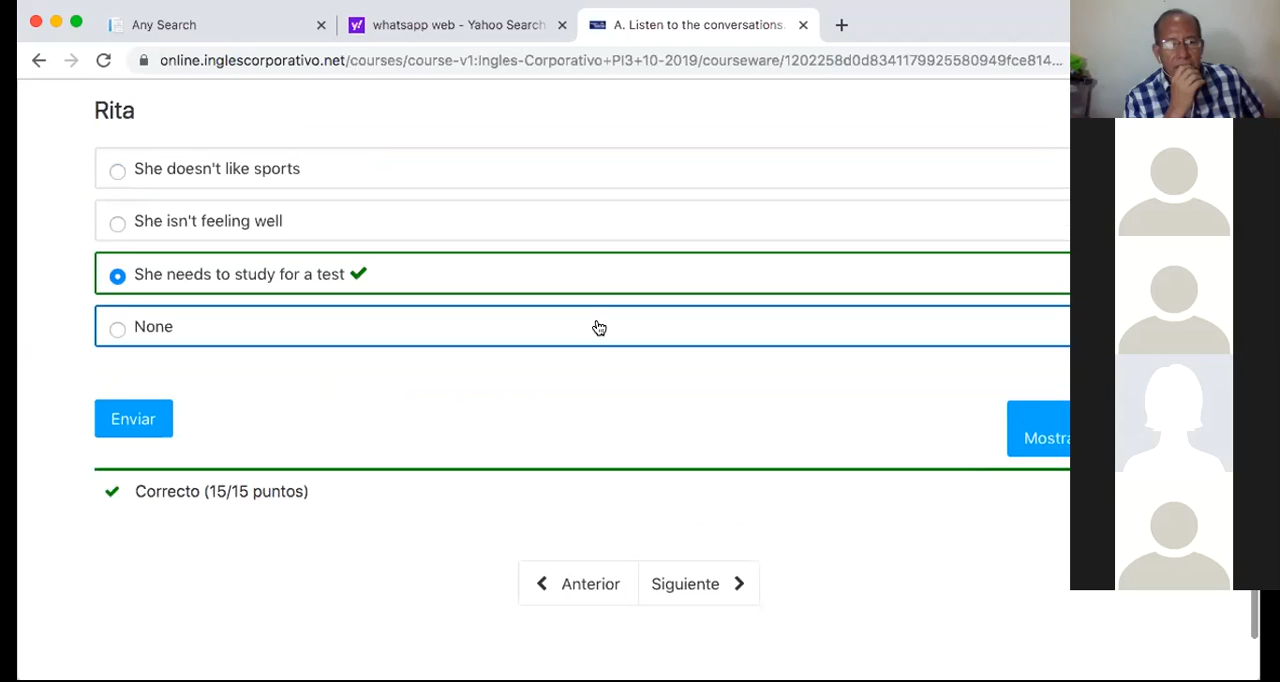 Any Search
whatsapp web - Yahoo Search
A. Listen to the conversations.
online.inglescorporativo.net/courses/course-v1:Ingles-Corporativo+PI3+10-2019/courseware/1202258d0d8341179925580949fce814...
Rita
She doesn't like sports
She isn't feeling well
She needs to study for a test
None
Enviar
Mostra
Correcto (15/15 puntos)
Anterior
Siguiente